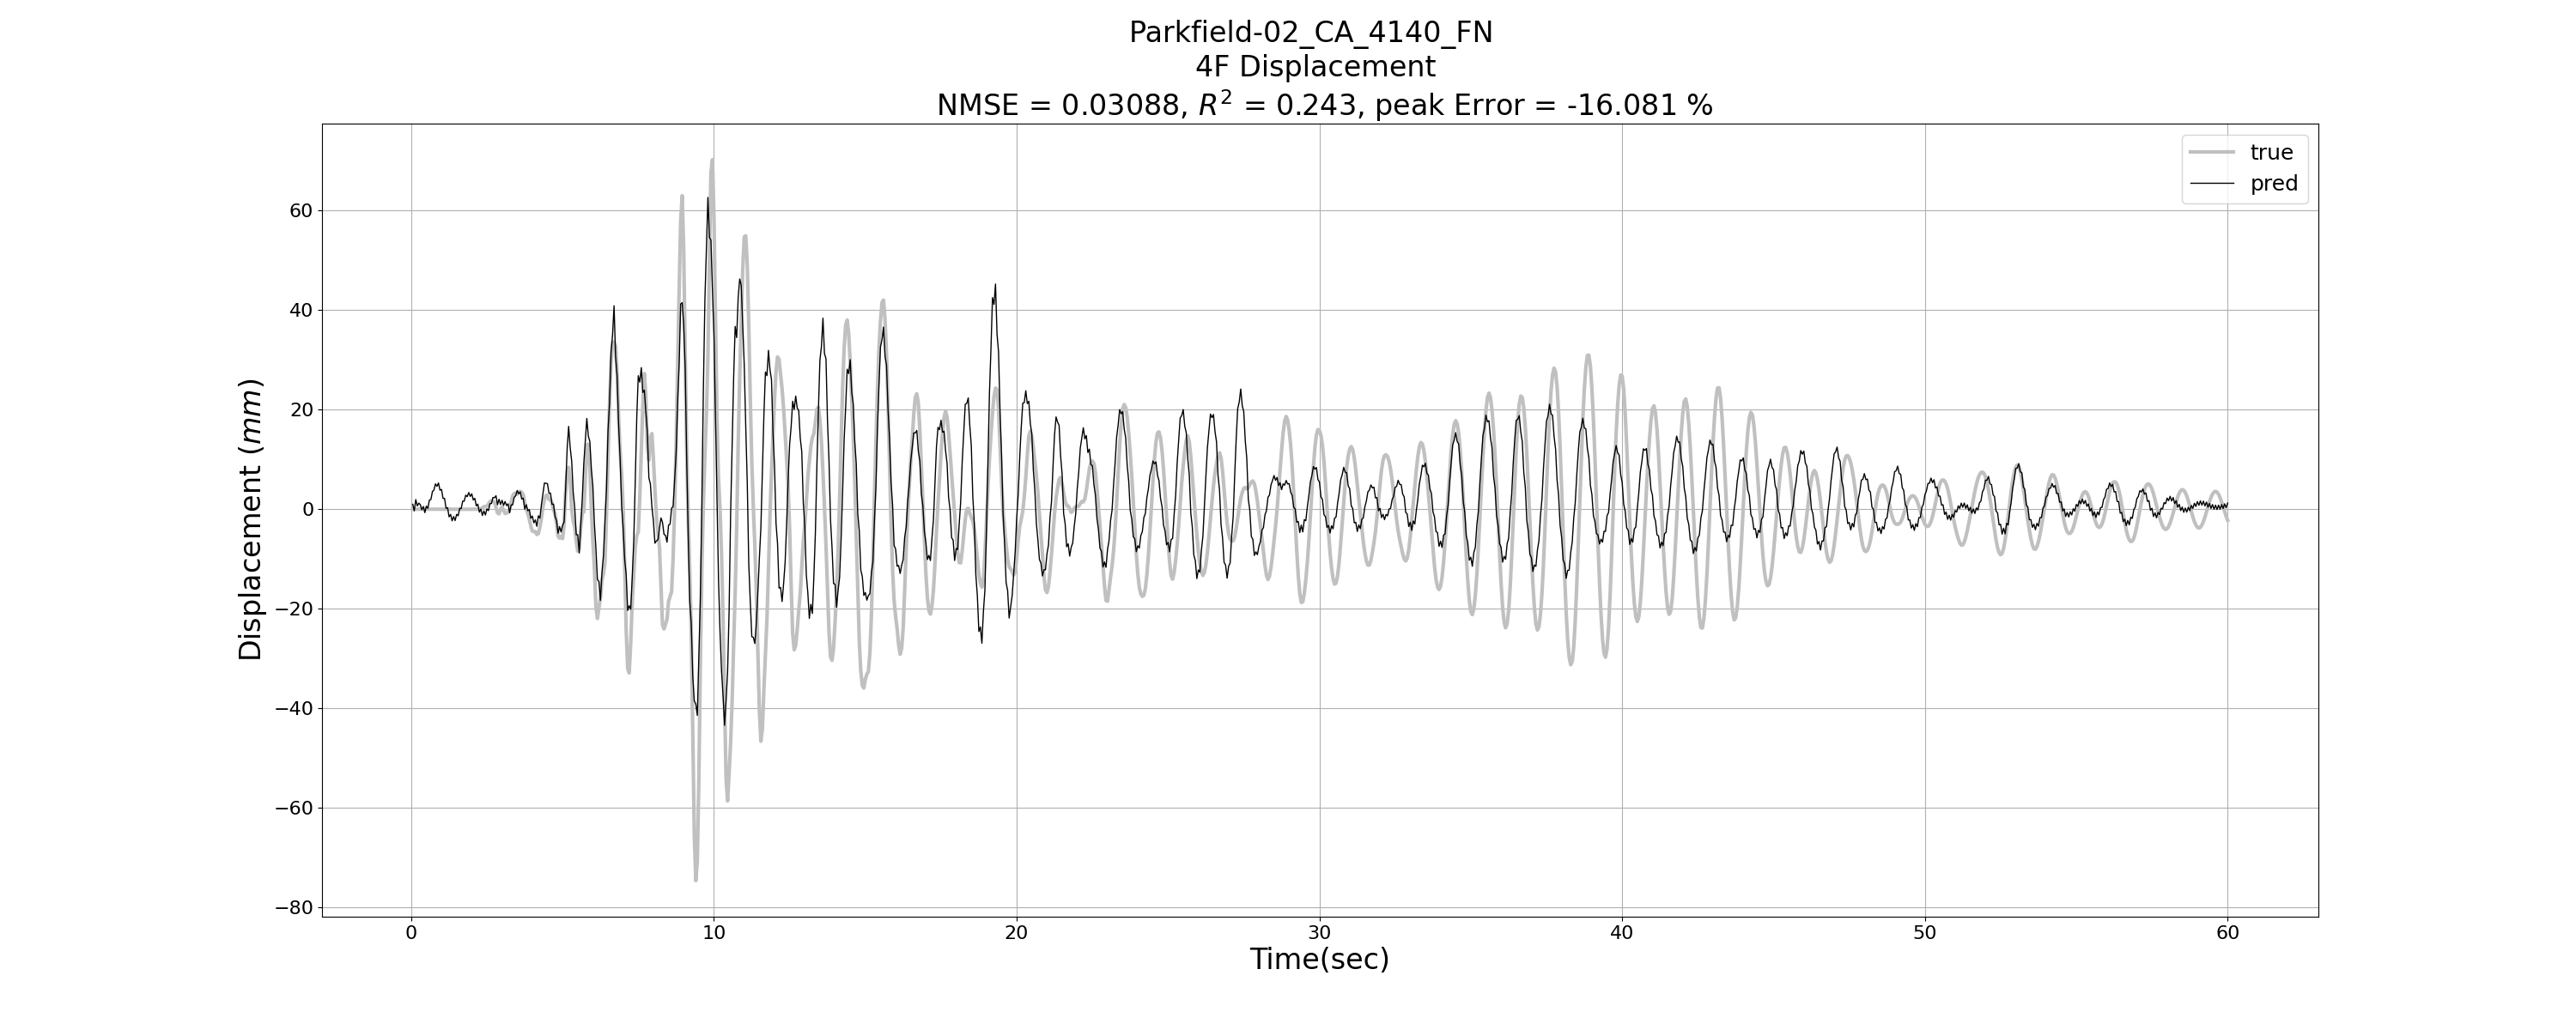 Parkfield-02_CA_4140_FN
4F Displacement
NMSE = 0.03088, R² = 0.243, peak Error = -16.081 %
true
pred
Displacement (mm)
60
40
20
0
−20
−40
−60
−80
0 10 20 30 40 50 60
Time(sec)